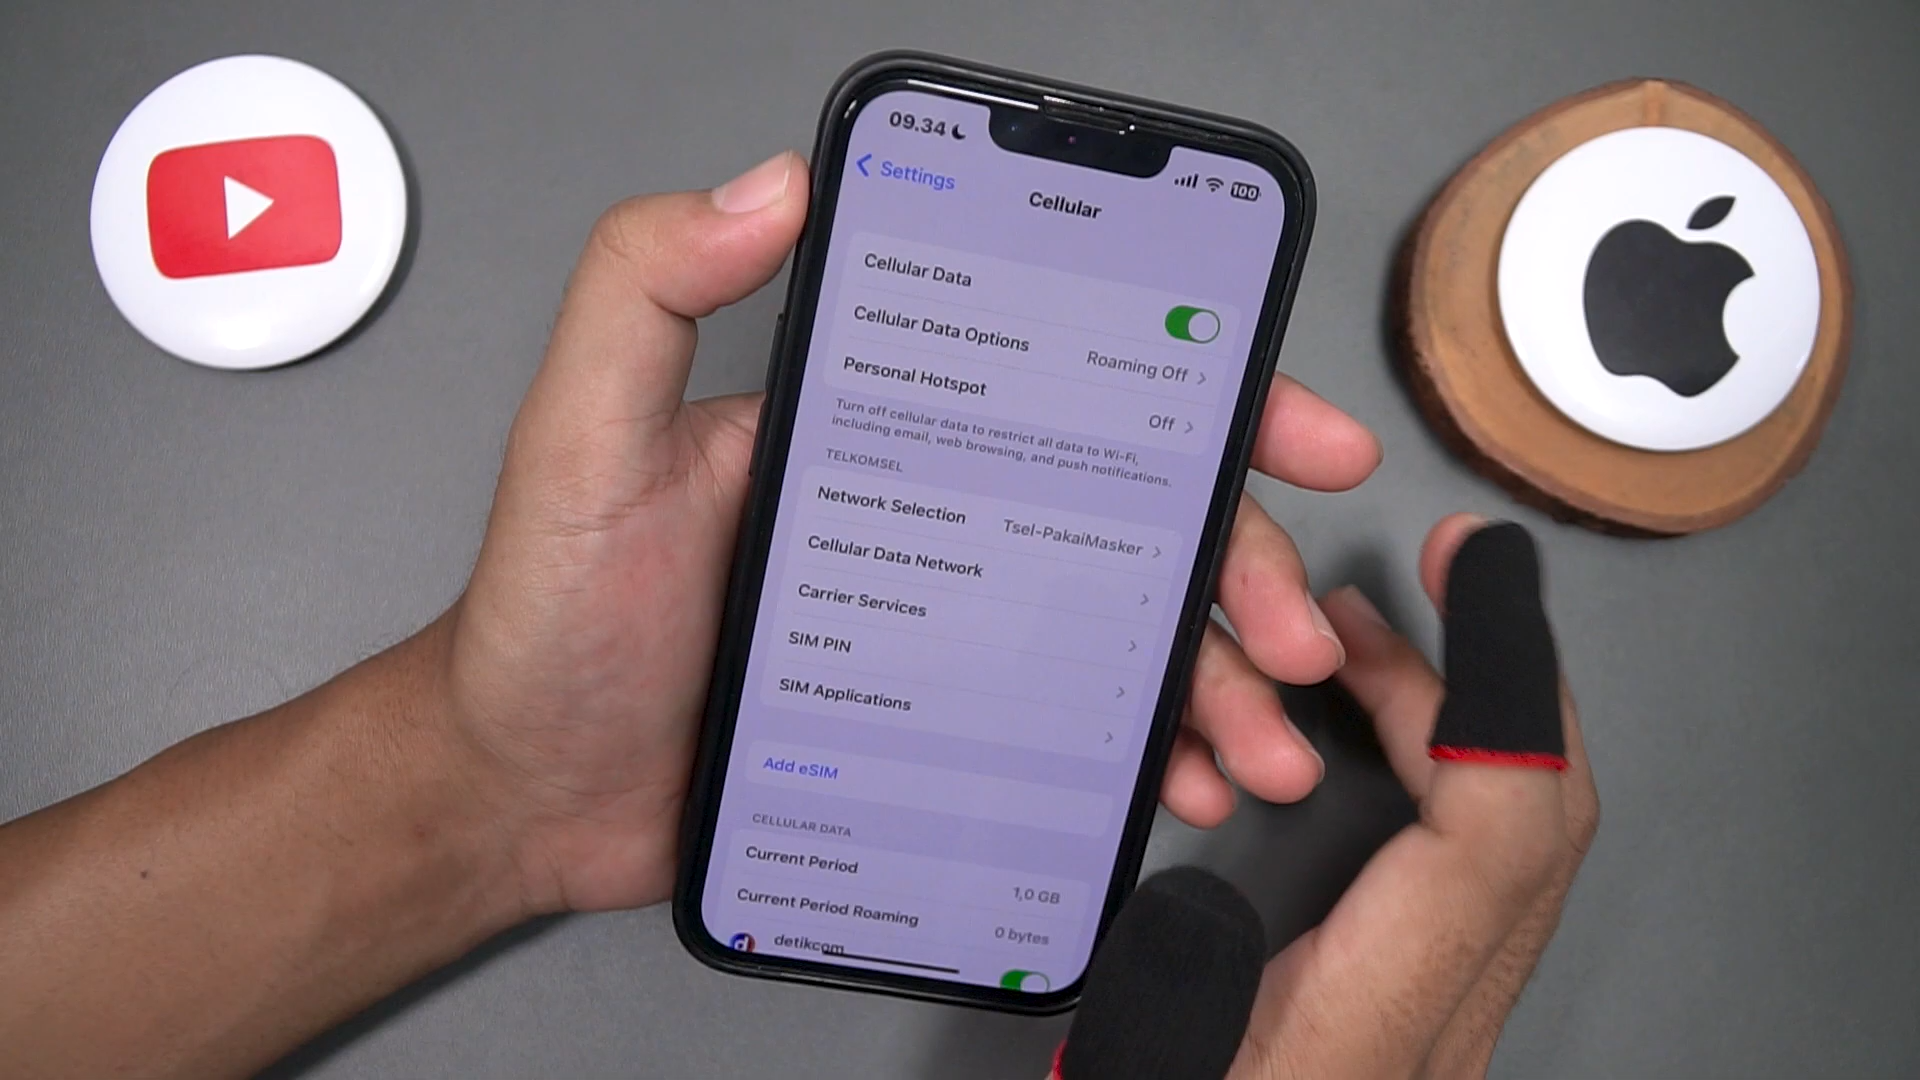 09.34
100
Settings
Cellular
Cellular Data
Cellular Data Options
Roaming Off
Personal Hotspot
Off
Turn off cellular data to restrict all data to Wi-Fi,
including email, web browsing, and push notifications.
TELKOMSEL
Network Selection
Tsel-PakaiMasker
Cellular Data Network
Carrier Services
SIM PIN
SIM Applications
Add eSIM
CELLULAR DATA
Current Period
1,0 GB
Current Period Roaming
0 bytes
d
detikcom